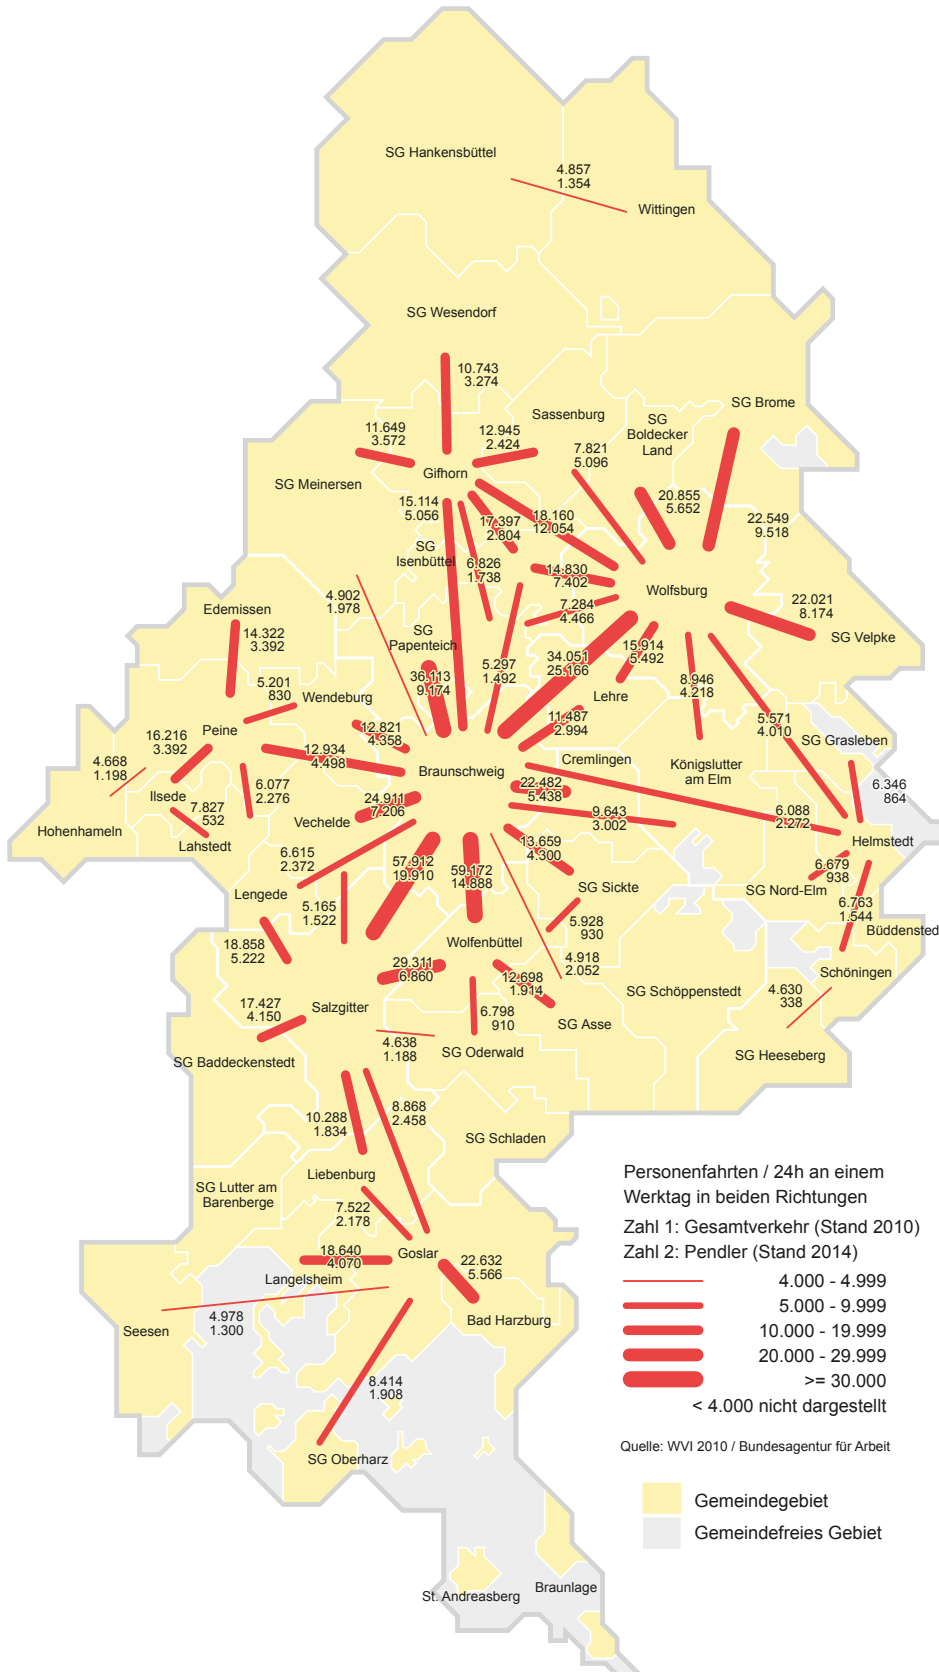 SG Hankensbüttel
4.857
1.354
Wittingen
SG Wesendorf
10.743
3.274
SG Brome
Sassenburg
SG
Boldecker
Land
11.649
3.572
12.945
2.424
7.821
5.096
Gifhorn
SG Meinersen
20.855
5.652
15.114
5.056
18.160
12.054
22.549
9.518
17.397
2.804
SG
Isenbüttel
6.826
1.738
14.830
7.402
Wolfsburg
4.902
1.978
7.284
4.466
22.021
8.174
Edemissen
SG Velpke
14.322
3.392
SG
Papenteich
15.914
5.492
34.051
25.166
5.297
1.492
36.113
9.174
8.946
4.218
5.201
830
Wendeburg
Lehre
11.487
2.994
5.571
4.010
Peine
16.216
3.392
12.821
4.358
SG Grasleben
12.934
4.498
Cremlingen
Königslutter
am Elm
4.668
1.198
Braunschweig
6.346
864
6.077
2.276
22.482
5.438
Ilsede
24.911
7.206
7.827
532
9.643
3.002
6.088
2.272
Hohenhameln
Vechelde
Helmstedt
Lahstedt
13.659
4.300
6.615
2.372
57.912
19.910
59.172
14.888
6.679
938
SG Sickte
SG Nord-Elm
Lengede
6.763
1.544
5.165
1.522
5.928
930
Büddensted
18.858
5.222
Wolfenbüttel
4.918
2.052
29.311
6.860
Schöningen
12.698
1.914
4.630
338
SG Schöppenstedt
17.427
4.150
Salzgitter
6.798
910
SG Asse
4.638
1.188
SG Oderwald
SG Heeseberg
SG Baddeckenstedt
10.288
1.834
8.868
2.458
SG Schladen
Liebenburg
SG Lutter am
Barenberge
7.522
2.178
18.640
4.070
Goslar
22.632
5.566
Langelsheim
4.978
1.300
Seesen
Bad Harzburg
8.414
1.908
SG Oberharz
St. Andreasberg
Braunlage
Personenfahrten / 24h an einem
Werktag in beiden Richtungen
Zahl 1: Gesamtverkehr (Stand 2010)
Zahl 2: Pendler (Stand 2014)
4.000 - 4.999
5.000 - 9.999
10.000 - 19.999
20.000 - 29.999
>= 30.000
< 4.000 nicht dargestellt
Quelle: WVI 2010 / Bundesagentur für Arbeit
Gemeindegebiet
Gemeindefreies Gebiet